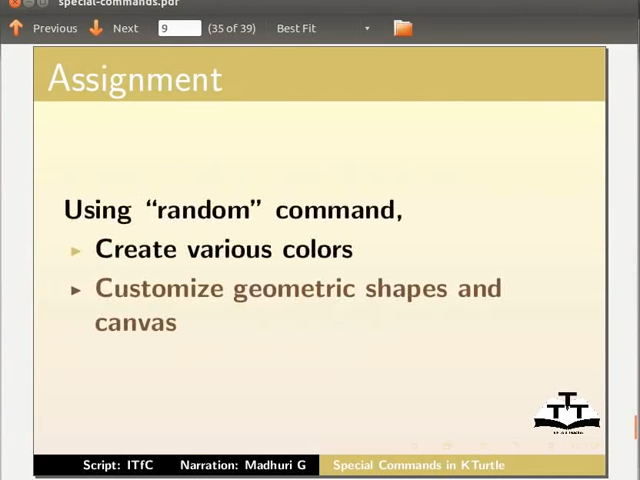 special-commands.pdf
Previous Next 9 (35 of 39) Best Fit
Assignment
Using “random” command,
Create various colors
Customize geometric shapes and
canvas
TTT
Script: ITfC Narration: Madhuri G Special Commands in KTurtle